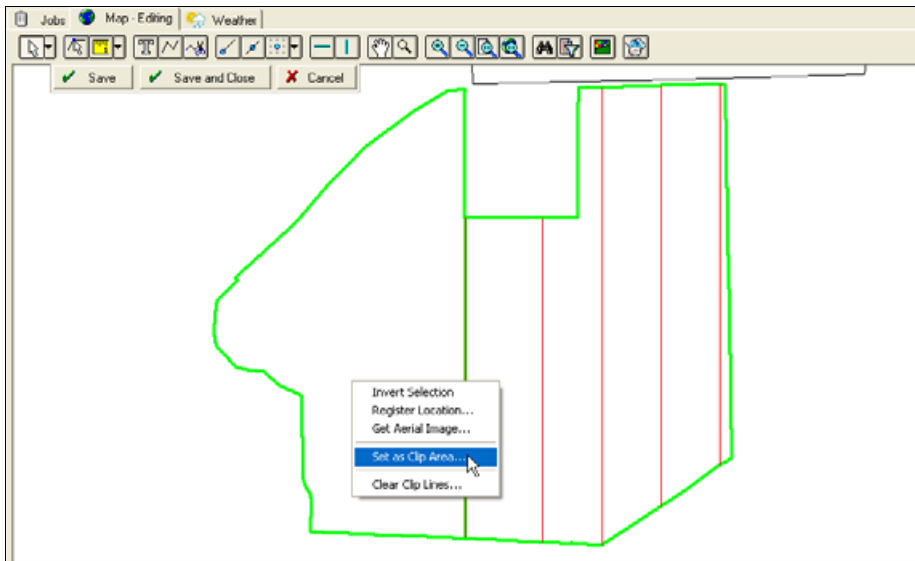 Jobs Map - Editing Weather
Save Save and Close Cancel
Invert Selection
Register Location...
Get Aerial Image...
Set as Clip Area...
Clear Clip Lines...